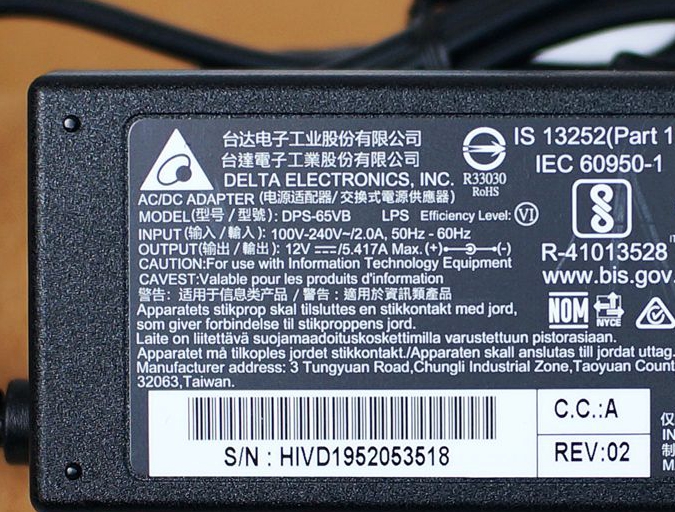 台达电子工业股份有限公司
台達電子工業股份有限公司
DELTA ELECTRONICS, INC.
R33030
RoHS
IS 13252(Part 1
IEC 60950-1
AC/DC ADAPTER (电源适配器/交換式電源供應器)
MODEL(型号/型號): DPS-65VB LPS Efficiency Level: VI
INPUT(输入/輸入): 100V-240V~/2.0A, 50Hz - 60Hz
OUTPUT(输出/輸出): 12V ⎓/5.417A Max. (+) (-)
R-41013528
www.bis.gov.
CAUTION:For use with Information Technology Equipment
CAVEST:Valable pour les produits d'information
警告: 适用于信息类产品 / 警告: 適用於資訊類產品
NOM
NYCE
Apparatets stikprop skal tilsluttes en stikkontakt med jord,
som giver forbindelse til stikproppens jord.
Laite on liitettävä suojamaadoituskoskettimilla varustettuun pistorasiaan.
Apparatet må tilkoples jordet stikkontakt./Apparaten skall anslutas till jordat uttag.
Manufacturer address: 3 Tungyuan Road,Chungli Industrial Zone,Taoyuan Count
32063,Taiwan.
S/N : HIVD1952053518
C.C.:A
REV:02
仅
IN
制
M